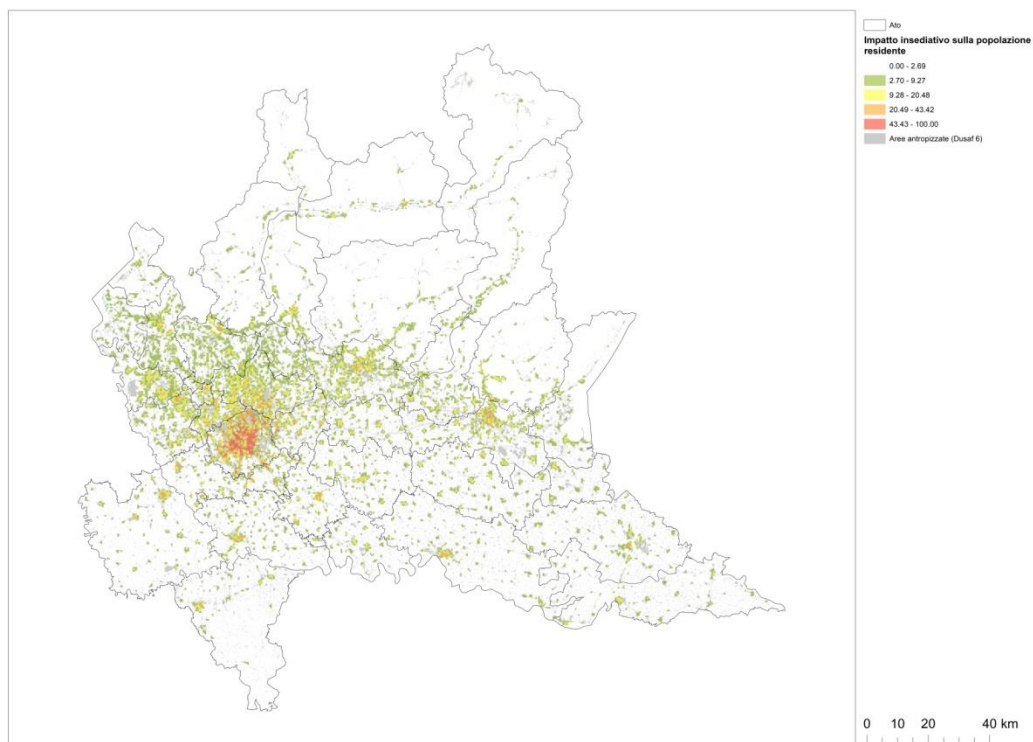 Ato
Impatto insediativo sulla popolazione
residente
0.00 - 2.69
2.70 - 9.27
9.28 - 20.48
20.49 - 43.42
43.43 - 100.00
Aree antropizzate (Dusaf 6)
0 10 20 40 km